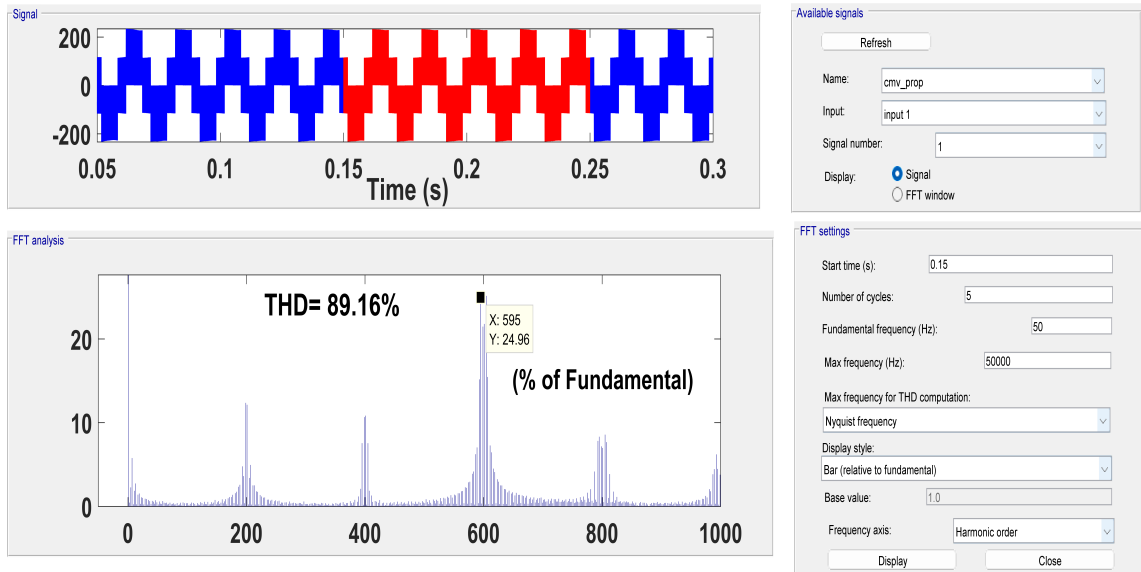 Signal
200
0
-200
0.05
0.1
0.15
0.2
0.25
0.3
Time (s)
FFT analysis
THD= 89.16%
X: 595
Y: 24.96
(% of Fundamental)
20
10
0
0
200
400
600
800
1000
Available signals
Refresh
Name:
cmv_prop
Input:
input 1
Signal number:
1
Display:
Signal
FFT window
FFT settings
Start time (s):
0.15
Number of cycles:
5
Fundamental frequency (Hz):
50
Max frequency (Hz):
50000
Max frequency for THD computation:
Nyquist frequency
Display style:
Bar (relative to fundamental)
Base value:
1.0
Frequency axis:
Harmonic order
Display
Close